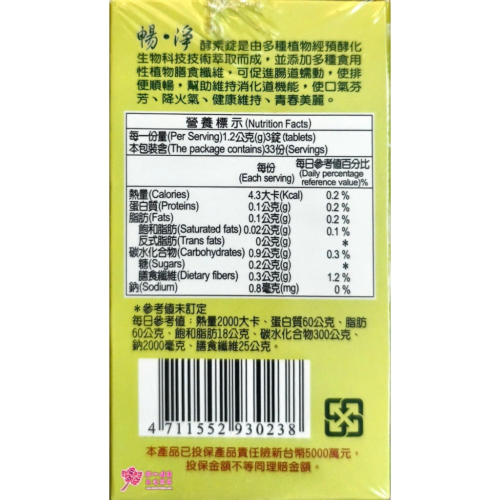 暢·淨 酵素錠是由多種植物經預酵化
生物科技技術萃取而成，並添加多種食用
性植物膳食纖維，可促進腸道蠕動，使排
便順暢，幫助維持消化道機能，使口氣芬
芳、降火氣、健康維持、青春美麗。
營養標示(Nutrition Facts)
每一份量(Per Serving)1.2公克(g)3錠(tablets)
本包裝含(The package contains)33份(Servings)
每份 每日參考值百分比
(Each serving) (Daily percentage
reference value)%
熱量(Calories) 4.3大卡(Kcal) 0.2 %
蛋白質(Proteins) 0.1公克(g) 0.2 %
脂肪(Fats) 0.1公克(g) 0.2 %
飽和脂肪(Saturated fats) 0.02公克(g) 0.1 %
反式脂肪(Trans fats) 0公克(g) *
碳水化合物(Carbohydrates) 0.9公克(g) 0.3 %
糖(Sugars) 0.2公克(g) *
膳食纖維(Dietary fibers) 0.3公克(g) 1.2 %
鈉(Sodium) 0.8毫克(mg) 0 %
*參考值未訂定
每日參考值：熱量2000大卡、蛋白質60公克、脂肪
60公克、飽和脂肪18公克、碳水化合物300公克、
鈉2000毫克、膳食纖維25公克。
4 711552 930238
本產品已投保產品責任險新台幣5000萬元，
投保金額不等同理賠金額。